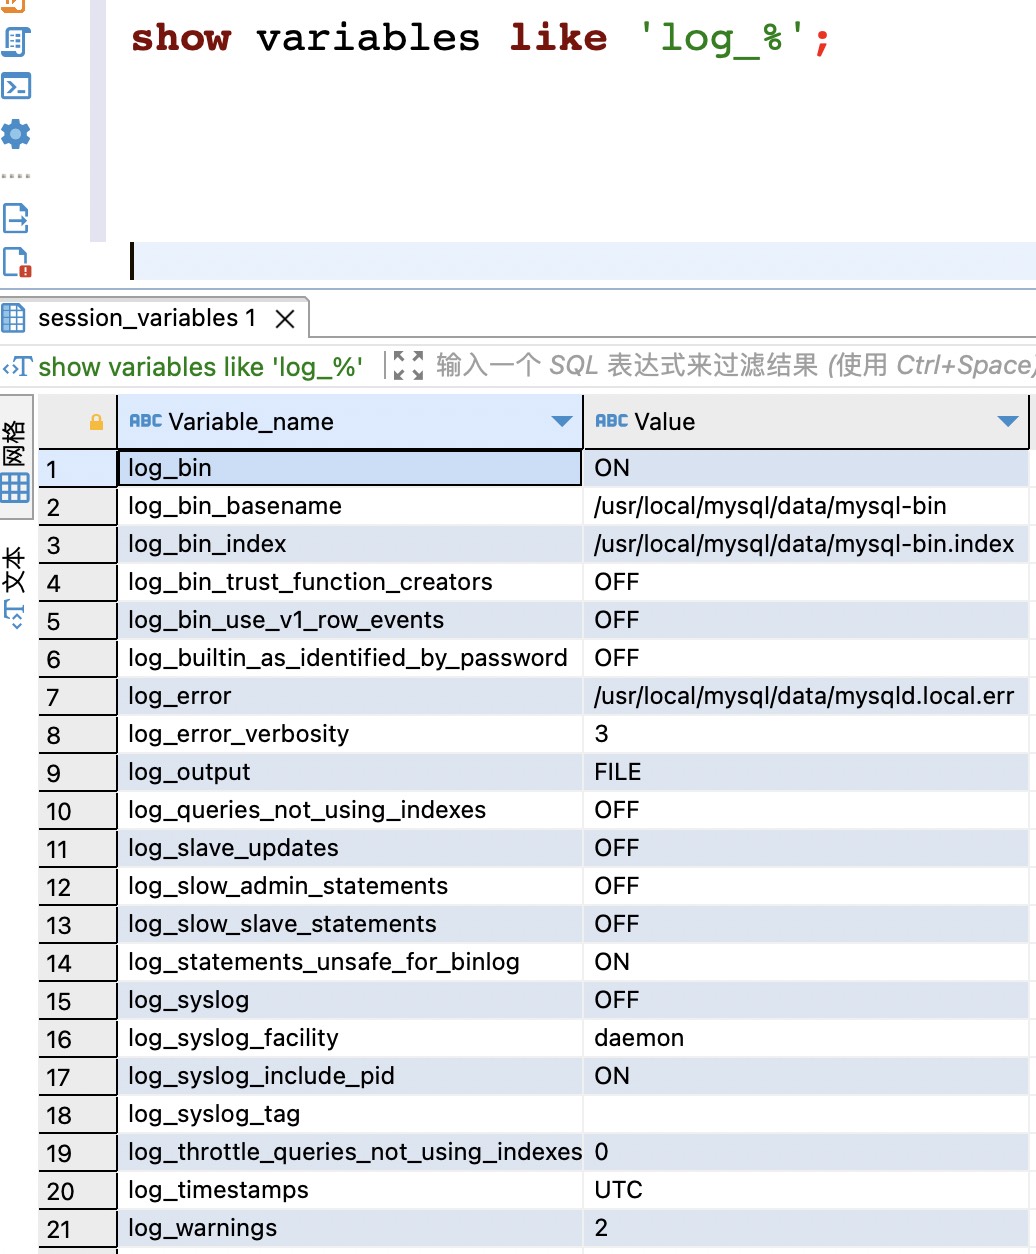 show variables like 'log_%';
session_variables 1
show variables like 'log_%' 输入一个 SQL 表达式来过滤结果 (使用 Ctrl+Space)
网格
文本
ABC Variable_name ABC Value
1 log_bin ON
2 log_bin_basename /usr/local/mysql/data/mysql-bin
3 log_bin_index /usr/local/mysql/data/mysql-bin.index
4 log_bin_trust_function_creators OFF
5 log_bin_use_v1_row_events OFF
6 log_builtin_as_identified_by_password OFF
7 log_error /usr/local/mysql/data/mysqld.local.err
8 log_error_verbosity 3
9 log_output FILE
10 log_queries_not_using_indexes OFF
11 log_slave_updates OFF
12 log_slow_admin_statements OFF
13 log_slow_slave_statements OFF
14 log_statements_unsafe_for_binlog ON
15 log_syslog OFF
16 log_syslog_facility daemon
17 log_syslog_include_pid ON
18 log_syslog_tag
19 log_throttle_queries_not_using_indexes 0
20 log_timestamps UTC
21 log_warnings 2